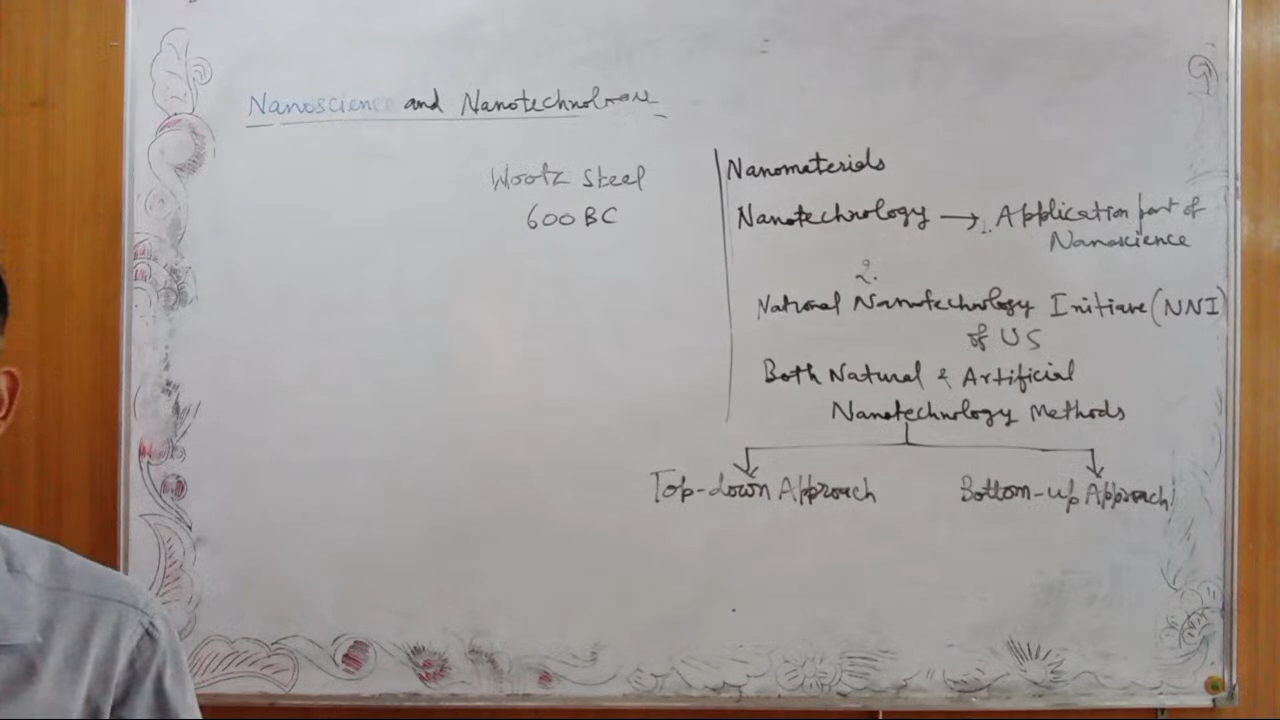 Nanoscience and Nanotechnology
Wootz Steel
600 BC
Nanomaterials
Nanotechnology → 1. Application part of
Nanoscience
2.
National Nanotechnology Initiave (NNI)
of US
Both Natural & Artificial
Nanotechnology Methods
Top-down Approach
Bottom-up Approach